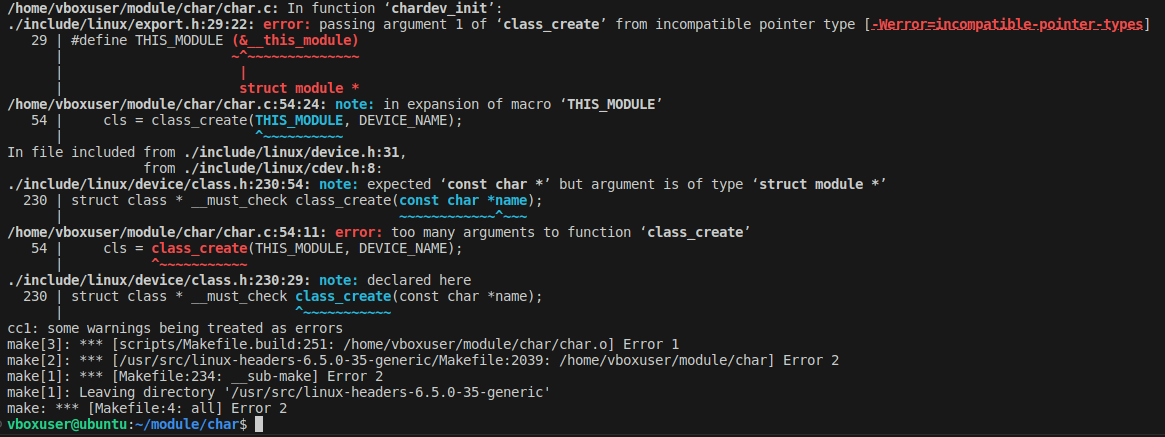 /home/vboxuser/module/char/char.c: In function ‘chardev_init’:
./include/linux/export.h:29:22: error: passing argument 1 of ‘class_create’ from incompatible pointer type [-Werror=incompatible-pointer-types]
   29 | #define THIS_MODULE (&__this_module)
      |                     ~^~~~~~~~~~~~~~~
      |                      |
      |                      struct module *
/home/vboxuser/module/char/char.c:54:24: note: in expansion of macro ‘THIS_MODULE’
   54 |     cls = class_create(THIS_MODULE, DEVICE_NAME);
      |                        ^~~~~~~~~~~
In file included from ./include/linux/device.h:31,
                 from ./include/linux/cdev.h:8:
./include/linux/device/class.h:230:54: note: expected ‘const char *’ but argument is of type ‘struct module *’
  230 | struct class * __must_check class_create(const char *name);
      |                                          ~~~~~~~~~~~~^~~~
/home/vboxuser/module/char/char.c:54:11: error: too many arguments to function ‘class_create’
   54 |     cls = class_create(THIS_MODULE, DEVICE_NAME);
      |           ^~~~~~~~~~~~
./include/linux/device/class.h:230:29: note: declared here
  230 | struct class * __must_check class_create(const char *name);
      |                             ^~~~~~~~~~~~
cc1: some warnings being treated as errors
make[3]: *** [scripts/Makefile.build:251: /home/vboxuser/module/char/char.o] Error 1
make[2]: *** [/usr/src/linux-headers-6.5.0-35-generic/Makefile:2039: /home/vboxuser/module/char] Error 2
make[1]: *** [Makefile:234: __sub-make] Error 2
make[1]: Leaving directory '/usr/src/linux-headers-6.5.0-35-generic'
make: *** [Makefile:4: all] Error 2
vboxuser@ubuntu:~/module/char$